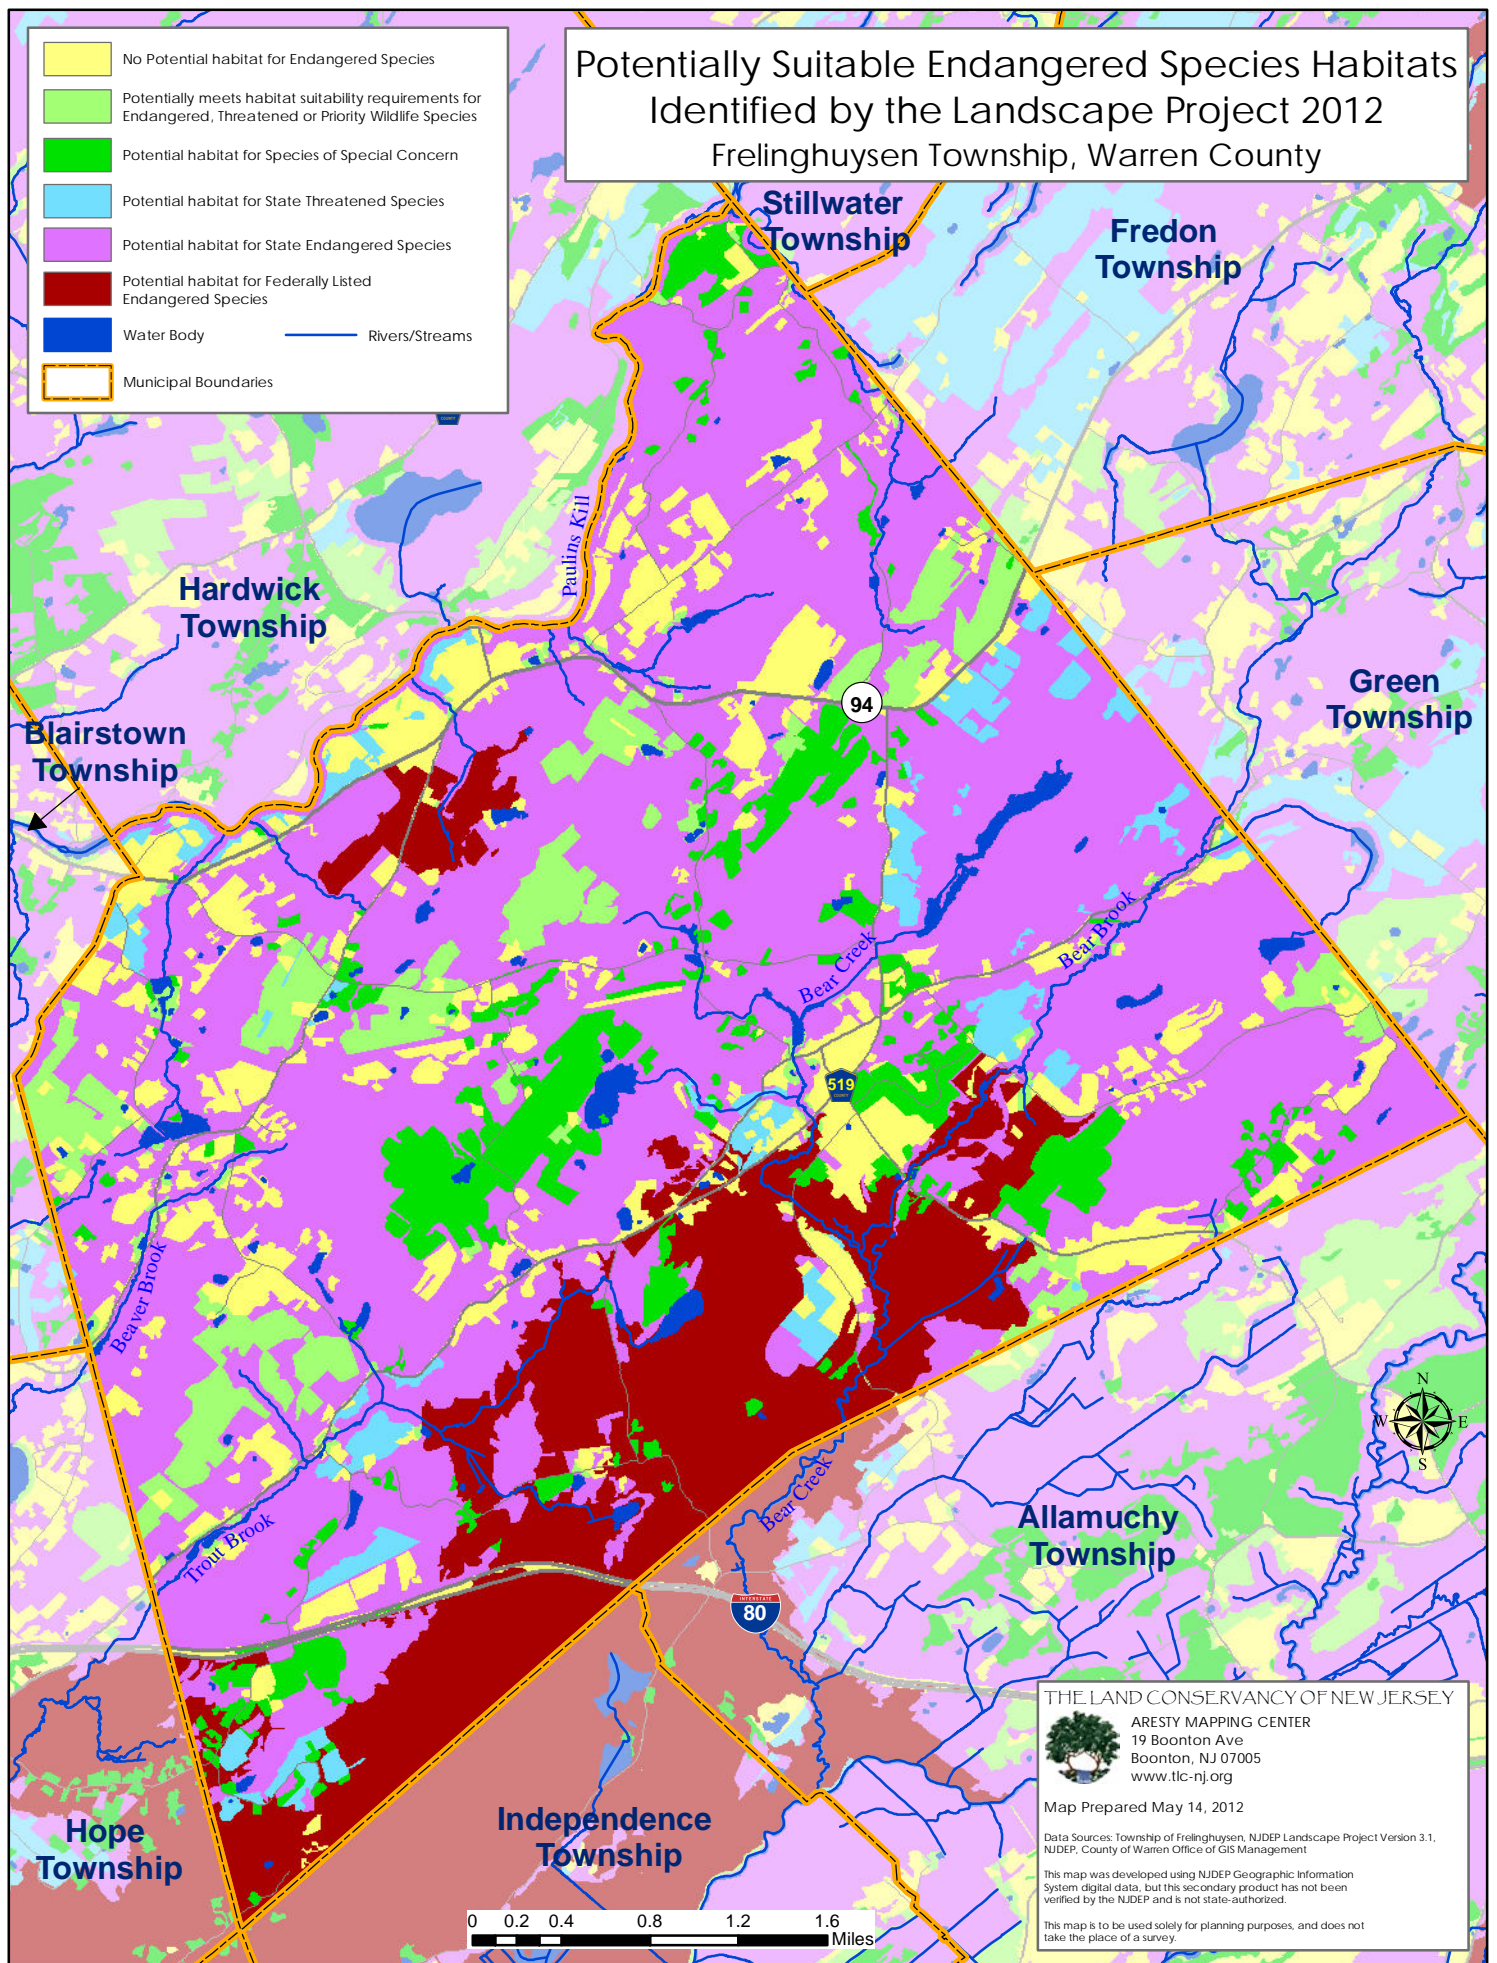 Potentially Suitable Endangered Species Habitats
Identified by the Landscape Project 2012
Frelinghuysen Township, Warren County
No Potential habitat for Endangered Species
Potentially meets habitat suitability requirements for
Endangered, Threatened or Priority Wildlife Species
Potential habitat for Species of Special Concern
Potential habitat for State Threatened Species
Potential habitat for State Endangered Species
Potential habitat for Federally Listed
Endangered Species
Water Body
Rivers/Streams
Municipal Boundaries
COUNTY
Stillwater
Township
Fredon
Township
Paulins Kill
Hardwick
Township
Green
Township
94
Blairstown
Township
Bear Brook
Bear Creek
519
COUNTY
Beaver Brook
N
W
E
S
Bear Creek
Trout Brook
Allamuchy
Township
INTERSTATE
80
Hope
Township
Independence
Township
0 0.2 0.4 0.8 1.2 1.6
Miles
THE LAND CONSERVANCY OF NEW JERSEY
ARESTY MAPPING CENTER
19 Boonton Ave
Boonton, NJ 07005
www.tlc-nj.org
Map Prepared May 14, 2012
Data Sources: Township of Frelinghuysen, NJDEP Landscape Project Version 3.1,
NJDEP, County of Warren Office of GIS Management
This map was developed using NJDEP Geographic Information
System digital data, but this secondary product has not been
verified by the NJDEP and is not state-authorized.
This map is to be used solely for planning purposes, and does not
take the place of a survey.